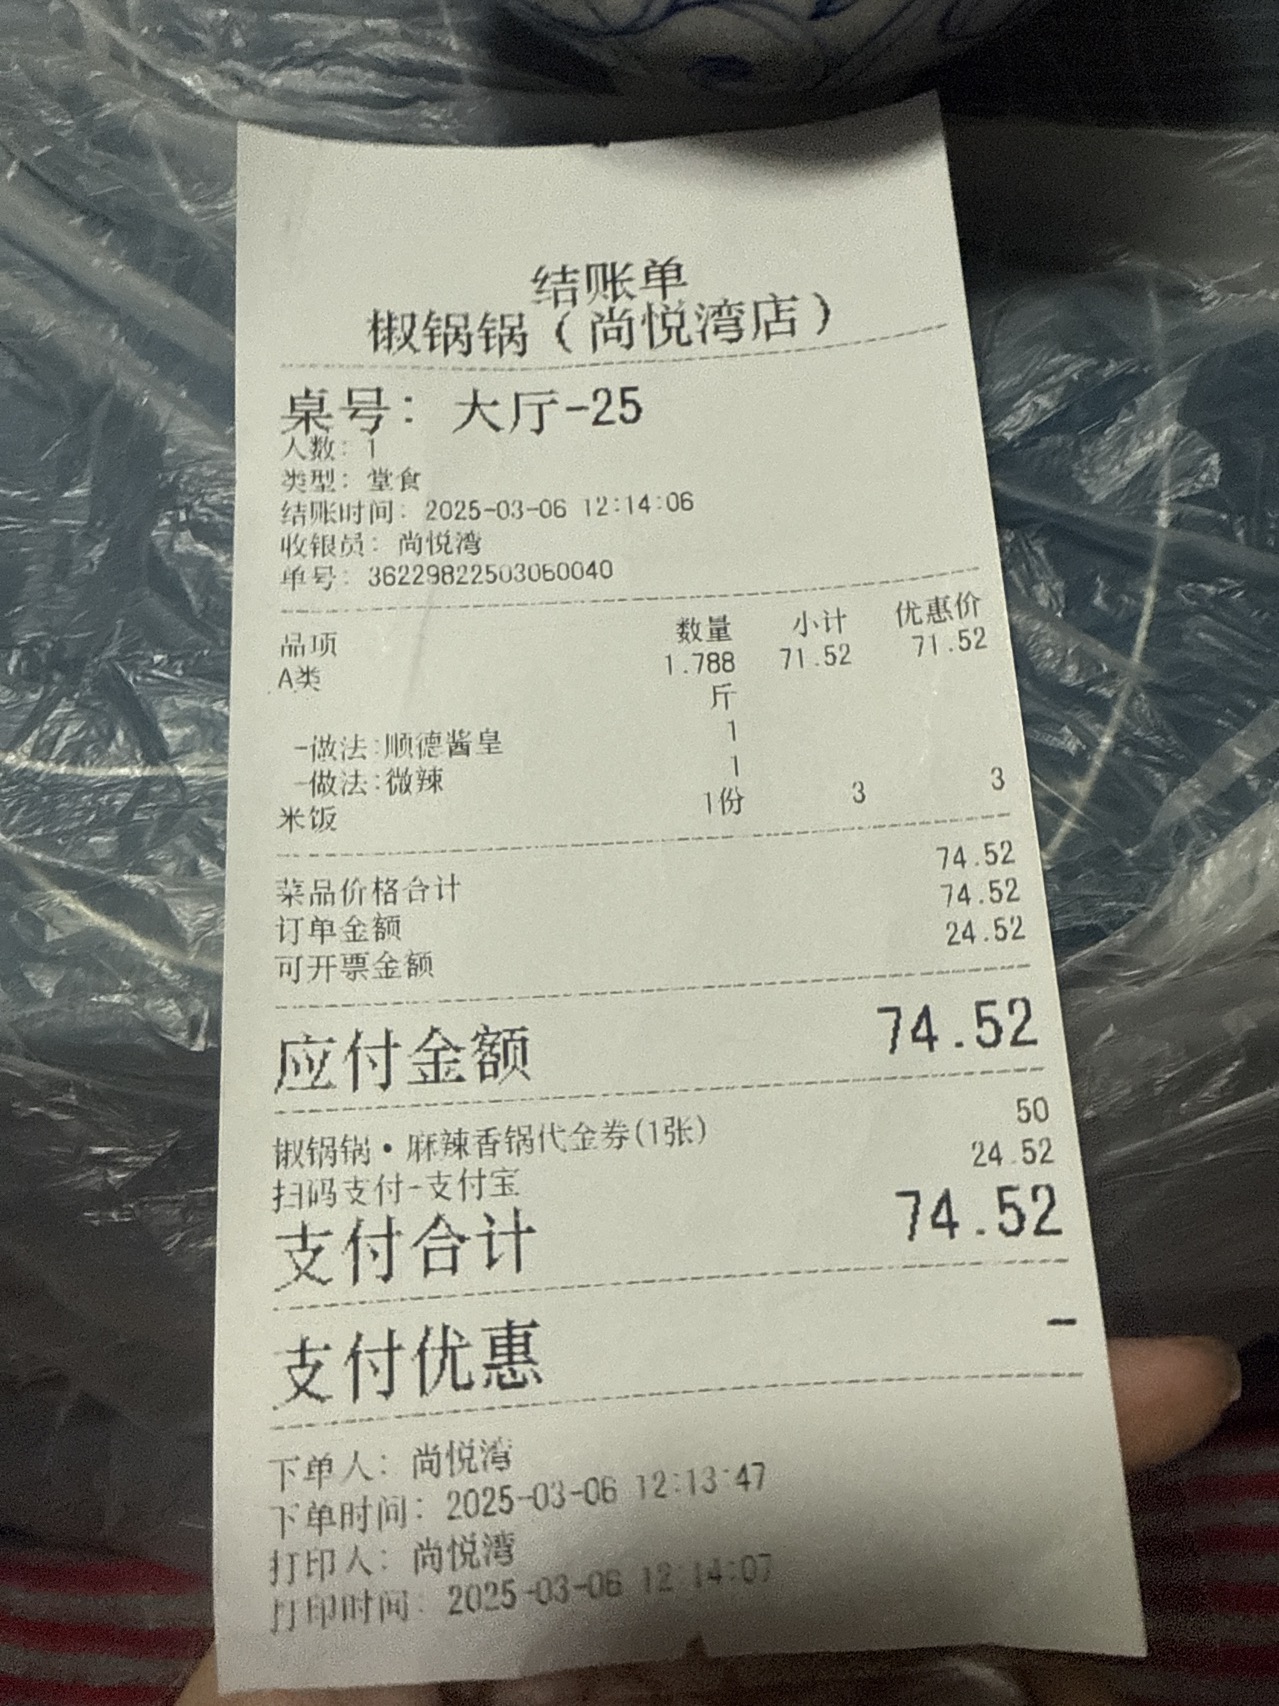 结账单
椒锅锅（尚悦湾店）
桌号：大厅-25
人数：1
类型：堂食
结账时间：2025-03-06 12:14:06
收银员：尚悦湾
单号：36229822503060040
品项 数量 小计 优惠价
A类 1.788 71.52 71.52
斤
-做法:顺德酱皇 1
-做法:微辣 1
米饭 1份 3 3
菜品价格合计 74.52
订单金额 74.52
可开票金额 24.52
应付金额 74.52
椒锅锅•麻辣香锅代金券(1张) 50
扫码支付-支付宝 24.52
支付合计 74.52
支付优惠 -
下单人：尚悦湾
下单时间：2025-03-06 12:13:47
打印人：尚悦湾
打印时间：2025-03-06 12:14:07